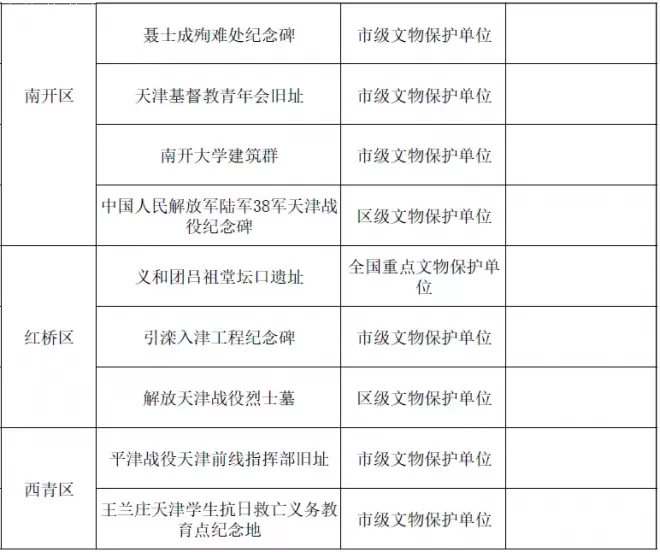 南开区
聂士成殉难处纪念碑 市级文物保护单位
天津基督教青年会旧址 市级文物保护单位
南开大学建筑群 市级文物保护单位
中国人民解放军陆军38军天津战
役纪念碑
区级文物保护单位
红桥区
义和团吕祖堂坛口遗址
全国重点文物保护单
位
引滦入津工程纪念碑 市级文物保护单位
解放天津战役烈士墓 区级文物保护单位
西青区
平津战役天津前线指挥部旧址 市级文物保护单位
王兰庄天津学生抗日救亡义务教
育点纪念地
市级文物保护单位